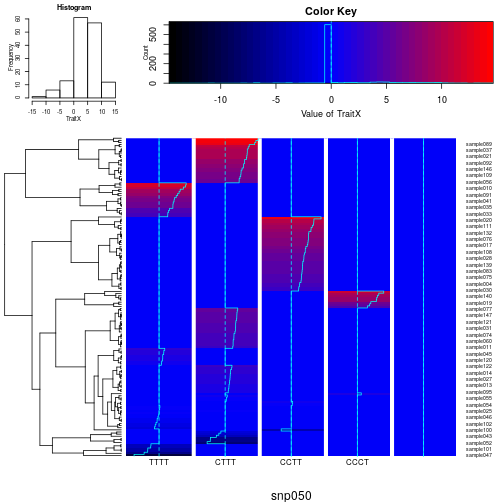 Histogram
Frequency
0 10 20 30 40 50 60
-15 -10 -5 0 5 10 15
TraitX
Color Key
Count
0 200 500
-10 -5 0 5 10
Value of TraitX
sample089
sample037
sample021
sample092
sample146
sample109
sample056
sample010
sample091
sample041
sample035
sample033
sample020
sample111
sample132
sample076
sample017
sample108
sample028
sample139
sample083
sample075
sample004
sample030
sample140
sample019
sample077
sample147
sample121
sample031
sample074
sample060
sample011
sample045
sample120
sample122
sample014
sample027
sample013
sample095
sample055
sample054
sample025
sample046
sample102
sample100
sample043
sample052
sample101
sample047
TTTT CTTT CCTT CCCT
snp050